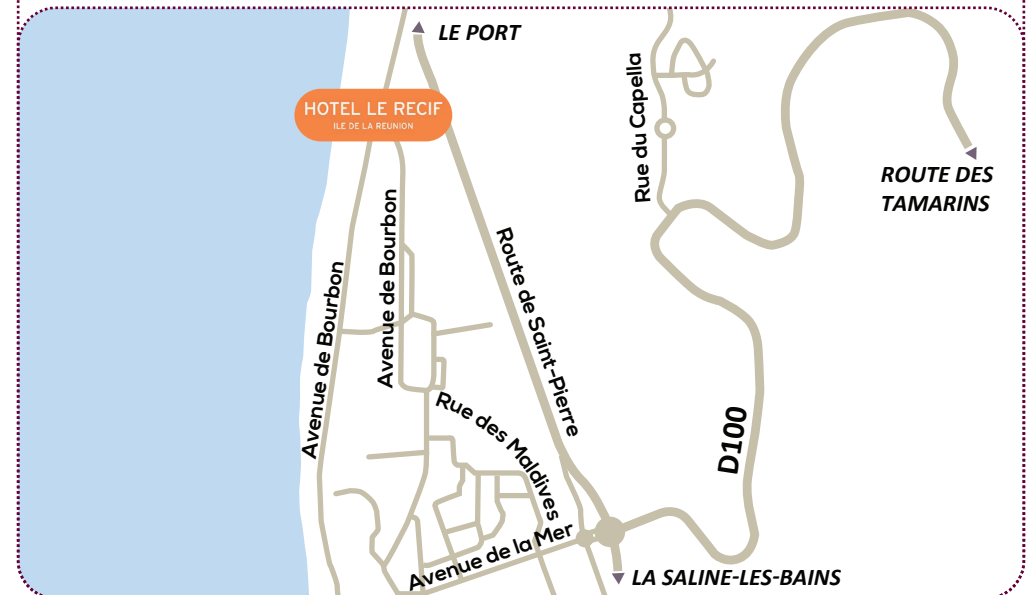 LE PORT
HOTEL LE RECIF
ILE DE LA REUNION
Rue du Capella
ROUTE DES
TAMARINS
Avenue de Bourbon
Avenue de Bourbon
Route de Saint-Pierre
Rue des Maldives
D100
Avenue de la Mer
LA SALINE-LES-BAINS